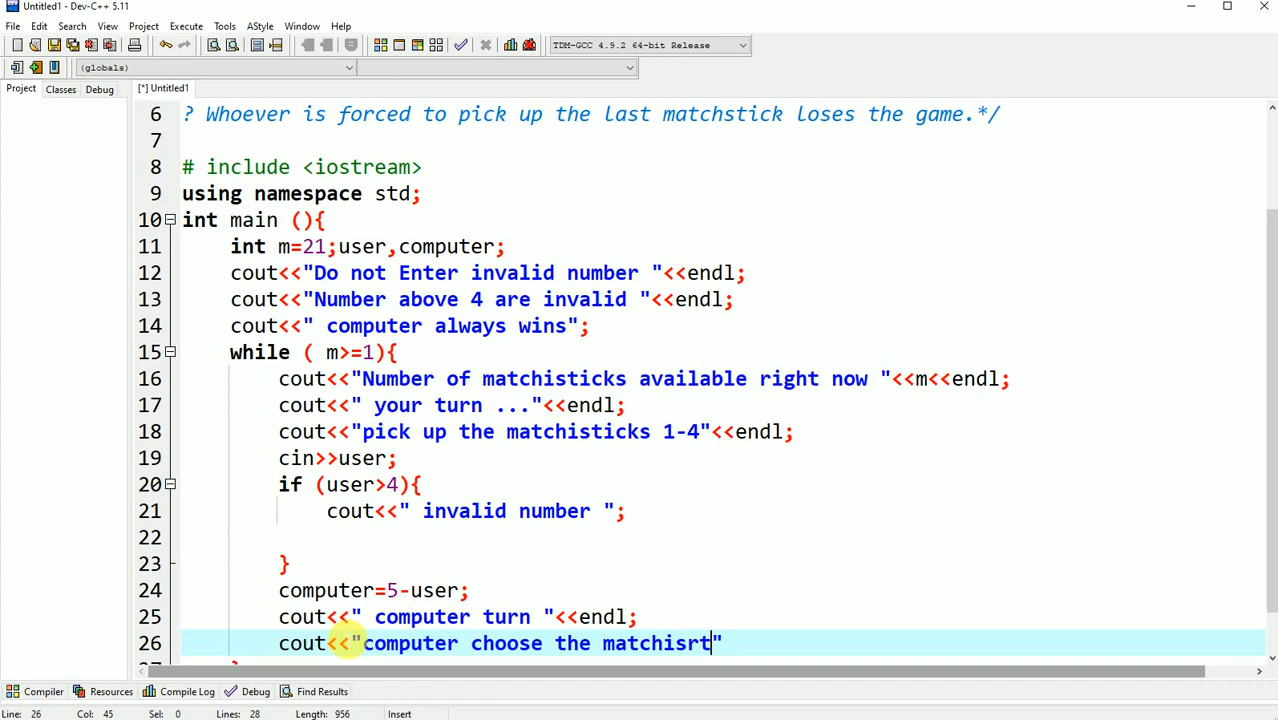 Untitled1 - Dev-C++ 5.11
File Edit Search View Project Execute Tools AStyle Window Help
TDM-GCC 4.9.2 64-bit Release
(globals)
Project Classes Debug [*] Untitled1
6 ? Whoever is forced to pick up the last matchstick loses the game.*/
7
8 # include <iostream>
9 using namespace std;
10 int main (){
11 int m=21;user,computer;
12 cout<<"Do not Enter invalid number "<<endl;
13 cout<<"Number above 4 are invalid "<<endl;
14 cout<<" computer always wins";
15 while ( m>=1){
16 cout<<"Number of matchisticks available right now "<<m<<endl;
17 cout<<" your turn ..."<<endl;
18 cout<<"pick up the matchisticks 1-4"<<endl;
19 cin>>user;
20 if (user>4){
21 cout<<" invalid number ";
22
23 }
24 computer=5-user;
25 cout<<" computer turn "<<endl;
26 cout<<"computer choose the matchisrt"
Compiler Resources Compile Log Debug Find Results
Line: 26 Col: 45 Sel: 0 Lines: 28 Length: 956 Insert